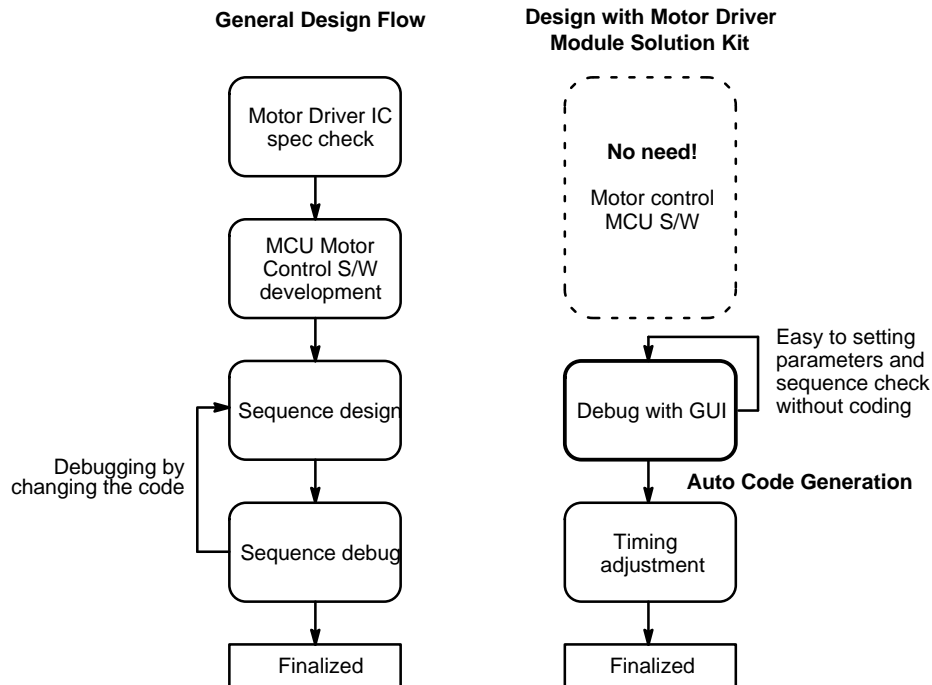 General Design Flow
Motor Driver IC
spec check
MCU Motor
Control S/W
development
Sequence design
Debugging by
changing the code
Sequence debug
Finalized
Design with Motor Driver
Module Solution Kit
No need!
Motor control
MCU S/W
Easy to setting
parameters and
sequence check
without coding
Debug with GUI
Auto Code Generation
Timing
adjustment
Finalized